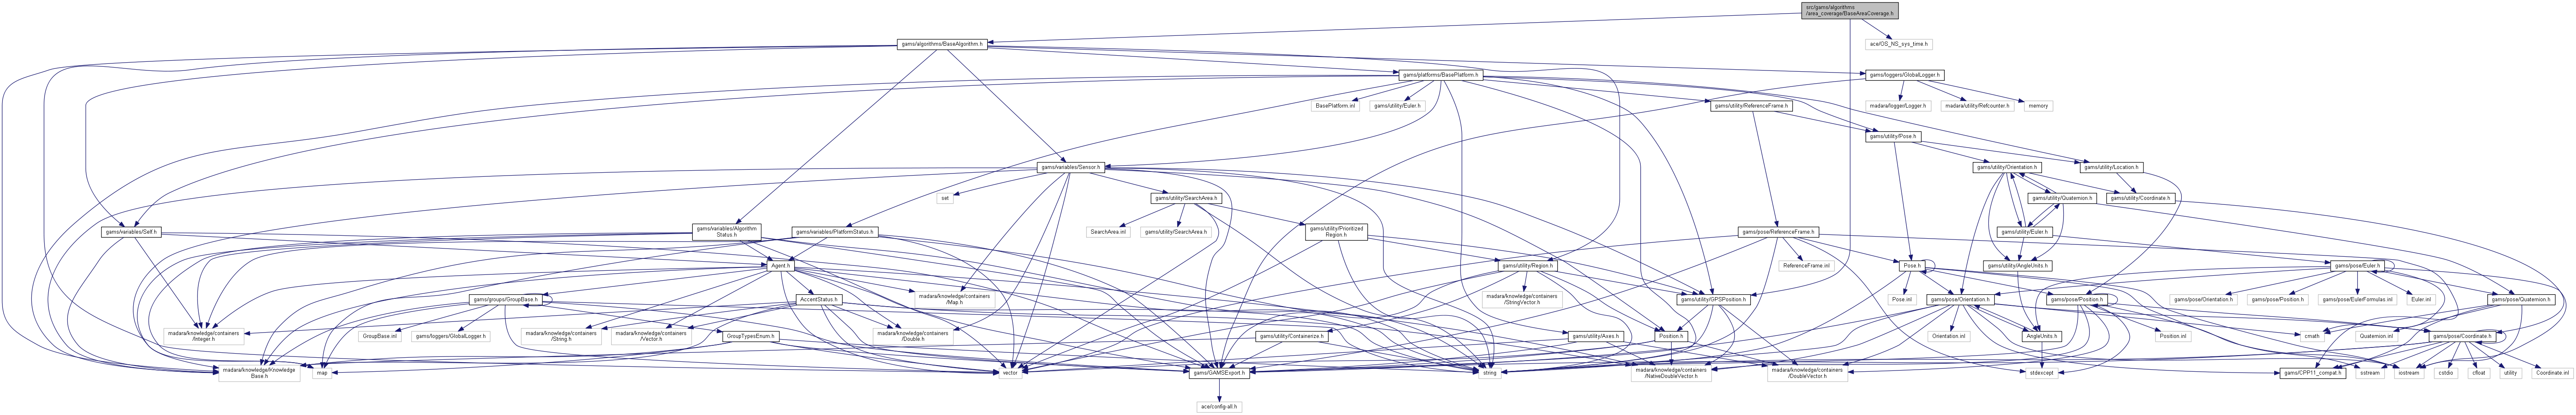 src/gams/algorithms
/area_coverage/BaseAreaCoverage.h
gams/algorithms/BaseAlgorithm.h
ace/OS_NS_sys_time.h
gams/platforms/BasePlatform.h
gams/loggers/GlobalLogger.h
BasePlatform.inl
gams/utility/Euler.h
gams/utility/ReferenceFrame.h
madara/logger/Logger.h
madara/utility/Refcounter.h
memory
gams/utility/Pose.h
gams/variables/Sensor.h
gams/utility/Orientation.h
gams/utility/Location.h
set
gams/utility/SearchArea.h
gams/utility/Quaternion.h
gams/utility/Coordinate.h
gams/variables/Self.h
gams/variables/Algorithm
Status.h
gams/variables/PlatformStatus.h
SearchArea.inl
gams/utility/SearchArea.h
gams/utility/Prioritized
Region.h
gams/pose/ReferenceFrame.h
gams/utility/Euler.h
Agent.h
gams/utility/Region.h
ReferenceFrame.inl
Pose.h
gams/utility/AngleUnits.h
gams/pose/Euler.h
gams/groups/GroupBase.h
AccentStatus.h
madara/knowledge/containers
/Map.h
madara/knowledge/containers
/StringVector.h
gams/utility/GPSPosition.h
Pose.inl
gams/pose/Orientation.h
gams/pose/Position.h
gams/pose/Orientation.h
gams/pose/Position.h
gams/pose/EulerFormulas.inl
Euler.inl
gams/pose/Quaternion.h
madara/knowledge/containers
/Integer.h
GroupBase.inl
gams/loggers/GlobalLogger.h
madara/knowledge/containers
/String.h
madara/knowledge/containers
/Vector.h
GroupTypesEnum.h
madara/knowledge/containers
/Double.h
gams/utility/Containerize.h
gams/utility/Axes.h
Position.h
Orientation.inl
AngleUnits.h
Position.inl
cmath
Quaternion.inl
gams/pose/Coordinate.h
madara/knowledge/Knowledge
Base.h
map
vector
gams/GAMSExport.h
string
madara/knowledge/containers
/NativeDoubleVector.h
madara/knowledge/containers
/DoubleVector.h
stdexcept
gams/CPP11_compat.h
sstream
iostream
cstdio
cfloat
utility
Coordinate.inl
ace/config-all.h